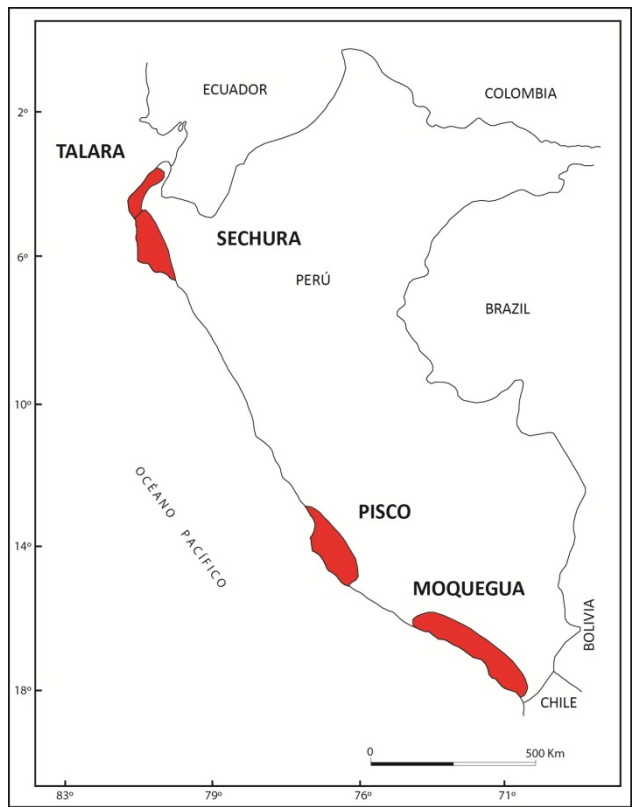 ECUADOR
COLOMBIA
2º
TALARA
SECHURA
6º
PERÚ
BRAZIL
10º
OCÉANO PACÍFICO
PISCO
14º
MOQUEGUA
BOLIVIA
18º
CHILE
0 500 Km
83º 79º 76º 71º